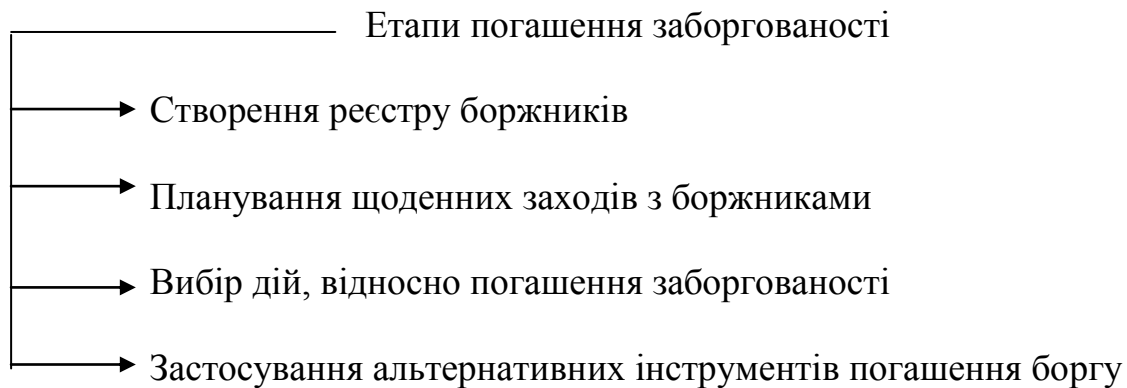 Етапи погашення заборгованості
Створення реєстру боржників
Планування щоденних заходів з боржниками
Вибір дій, відносно погашення заборгованості
Застосування альтернативних інструментів погашення боргу